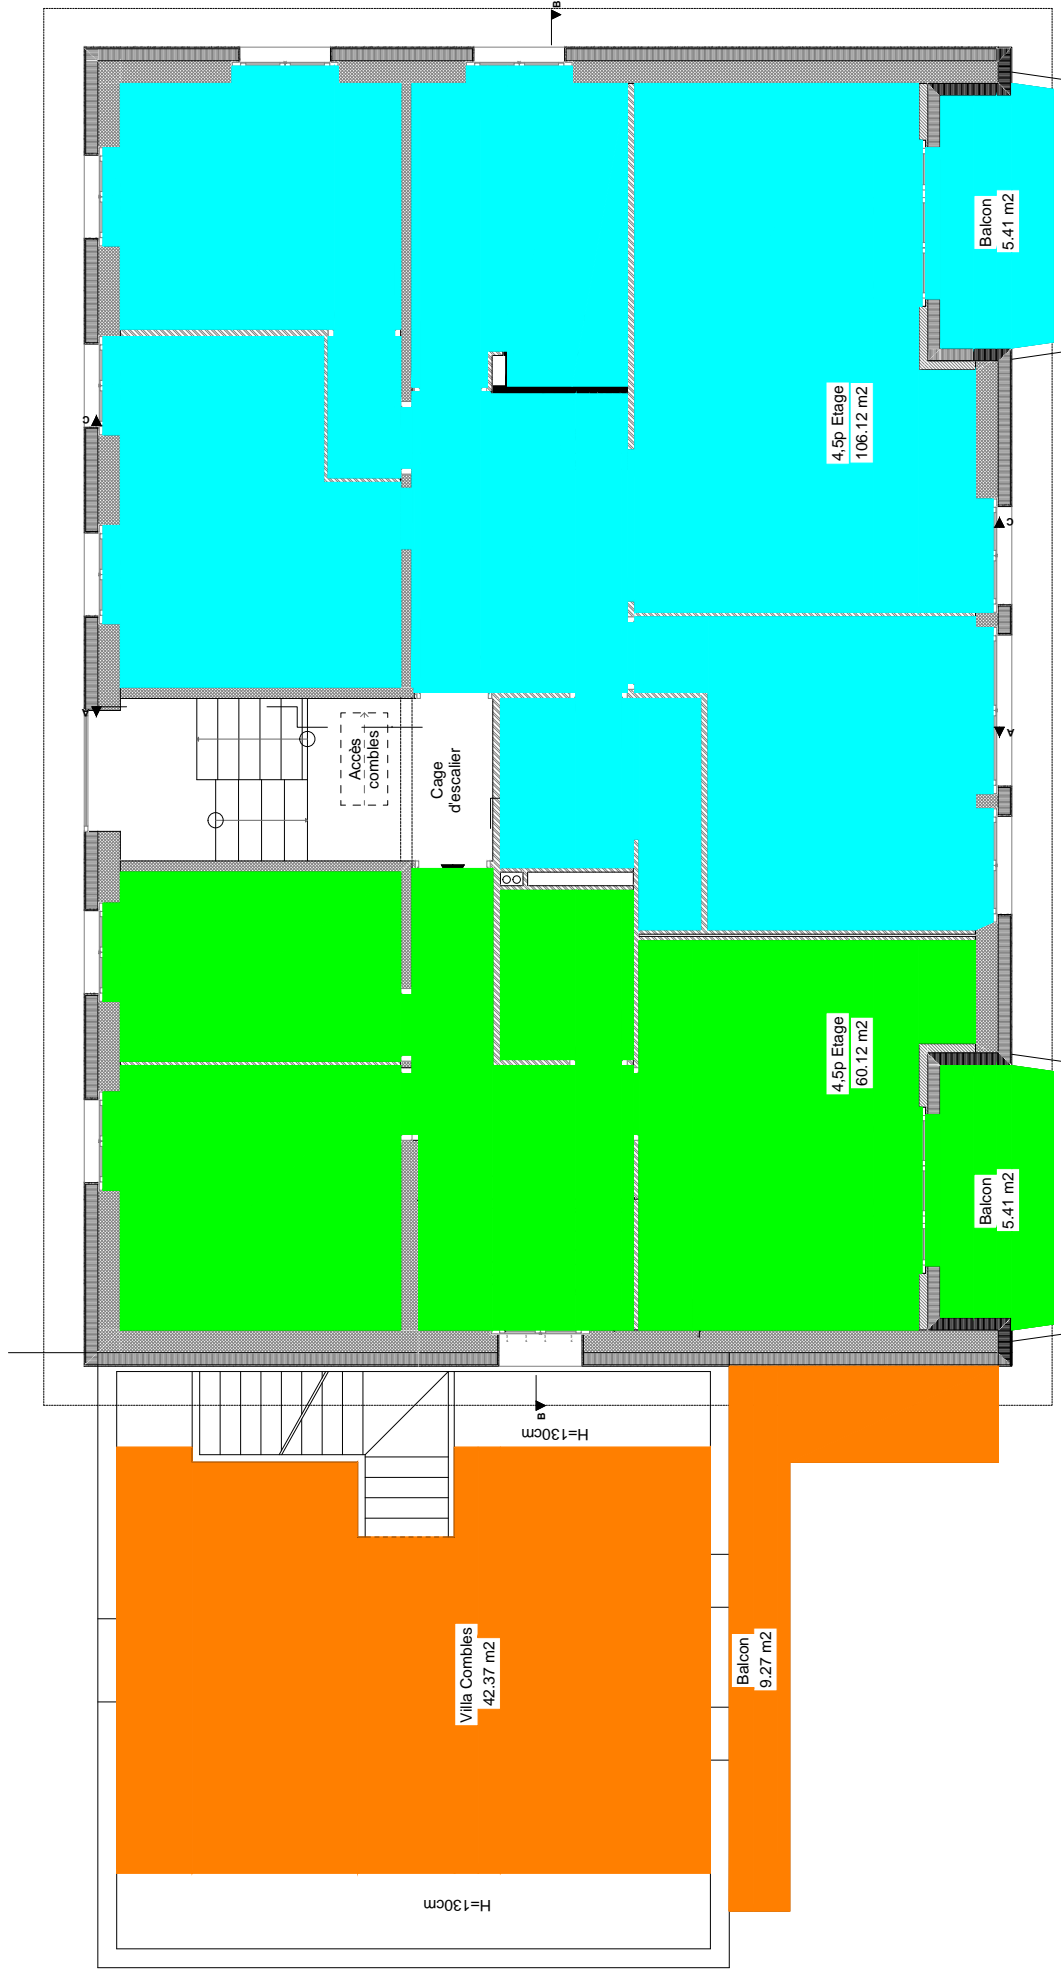 B
Balcon
5.41 m2
C
4,5p Etage
106.12 m2
C
A
Accès
combles
Cage
d'escalier
A
4,5p Etage
60.12 m2
Balcon
5.41 m2
B
H=130cm
Villa Combles
42.37 m2
Balcon
9.27 m2
H=130cm